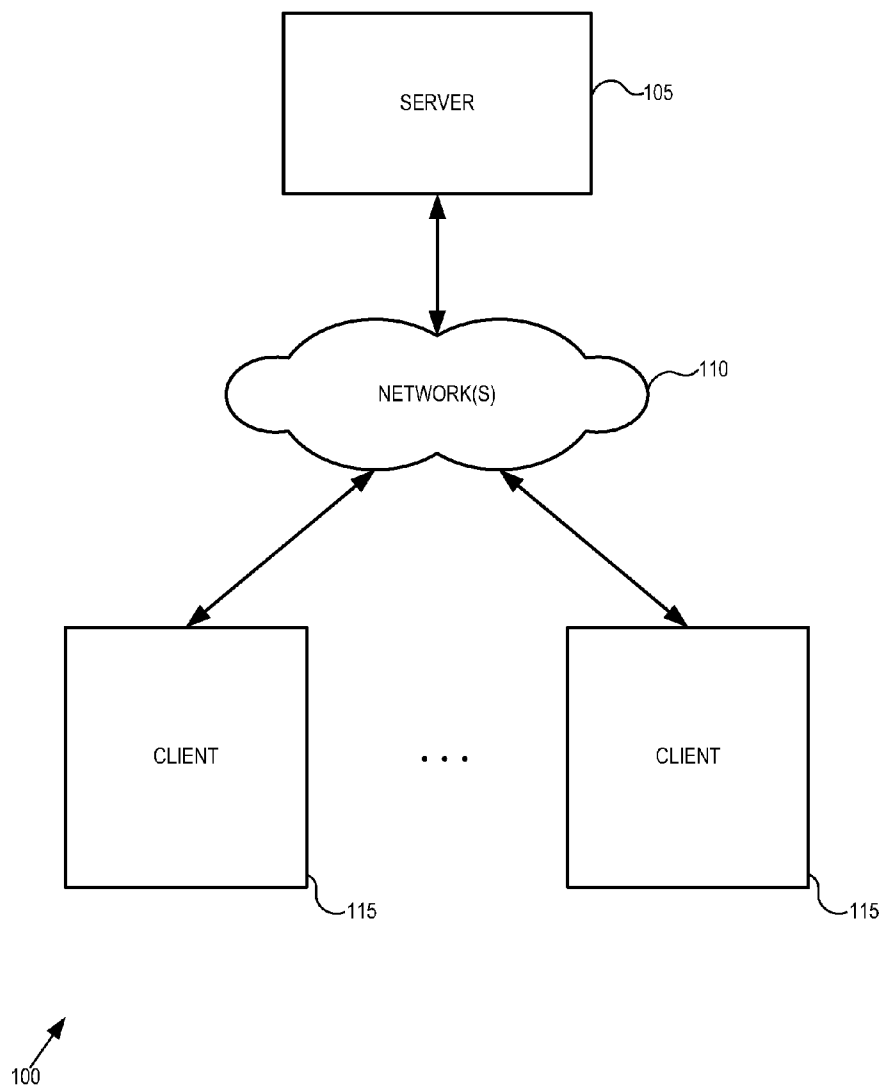 SERVER
105
NETWORK(S)
110
CLIENT
. . .
CLIENT
115
115
100